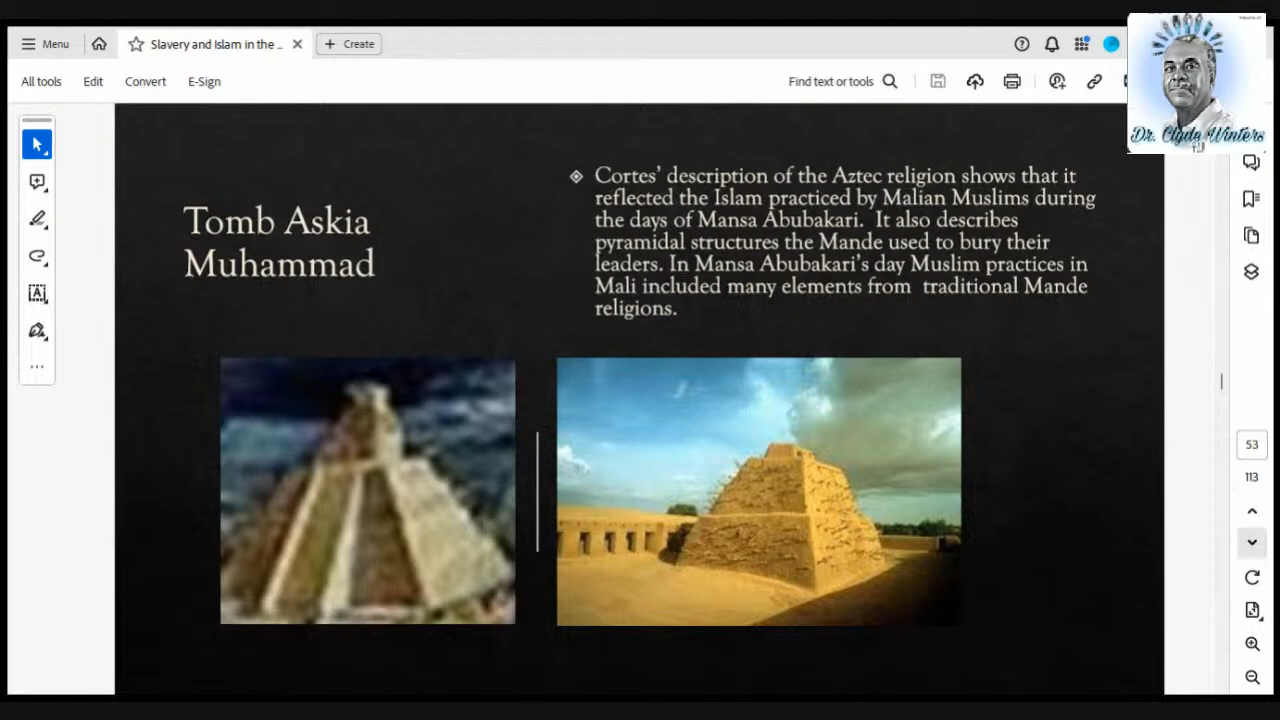 Menu
Slavery and Islam in the ...
Create
All tools
Edit
Convert
E-Sign
Find text or tools
Dr. Clyde Winters
Tomb Askia
Muhammad
Cortes’ description of the Aztec religion shows that it
reflected the Islam practiced by Malian Muslims during
the days of Mansa Abubakari.  It also describes
pyramidal structures the Mande used to bury their
leaders. In Mansa Abubakari’s day Muslim practices in
Mali included many elements from  traditional Mande
religions.
53
113